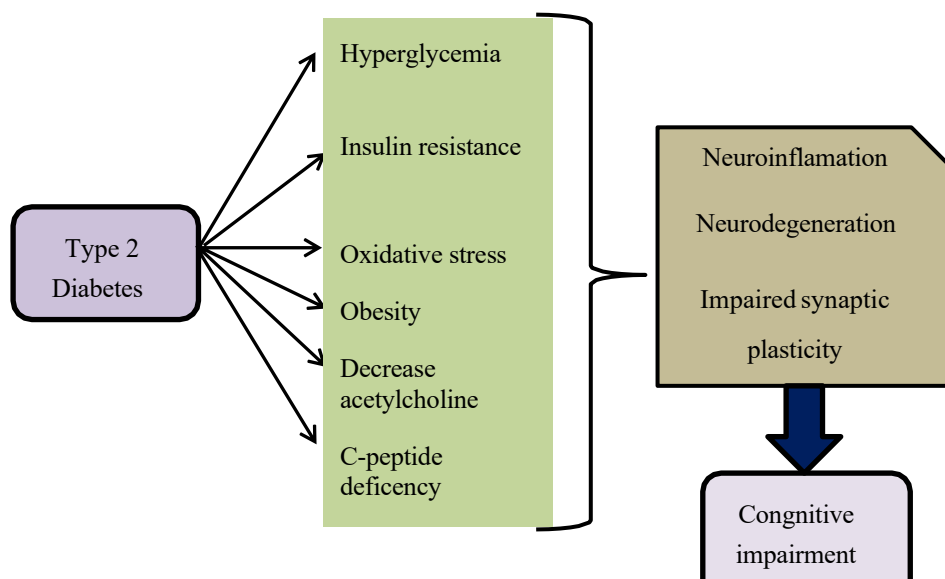 Type 2
Diabetes
Hyperglycemia
Insulin resistance
Oxidative stress
Obesity
Decrease
acetylcholine
C-peptide
deficency
Neuroinflamation
Neurodegeneration
Impaired synaptic
plasticity
Congnitive
impairment